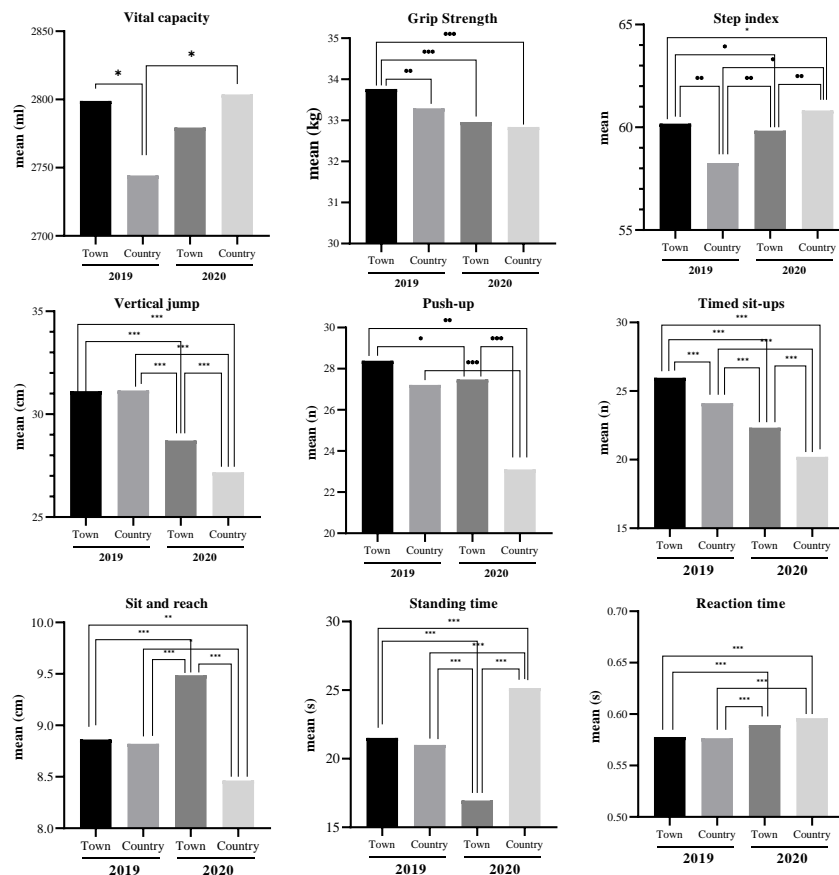 Vital capacity
mean (ml)
2850
2800
2750
2700
*
*
Town Country Town Country
2019 2020
Grip Strength
mean (kg)
35
34
33
32
31
30
•••
•••
••
Town Country Town Country
2019 2020
Step index
mean
65
60
55
*
•
•
•• •• ••
Town Country Town Country
2019 2020
Vertical jump
mean (cm)
35
30
25
***
***
***
*** ***
Town Country Town Country
2019 2020
Push-up
mean (n)
30
28
26
24
22
20
••
• •••
•••
Town Country Town Country
2019 2020
Timed sit-ups
mean (n)
30
25
20
15
***
***
***
*** *** ***
Town Country Town Country
2019 2020
Sit and reach
mean (cm)
10.0
9.5
9.0
8.5
8.0
**
***
***
*** ***
Town Country Town Country
2019 2020
Standing time
mean (s)
30
25
20
15
***
***
***
*** ***
Town Country Town Country
2019 2020
Reaction time
mean (s)
0.70
0.65
0.60
0.55
0.50
***
***
***
***
Town Country Town Country
2019 2020